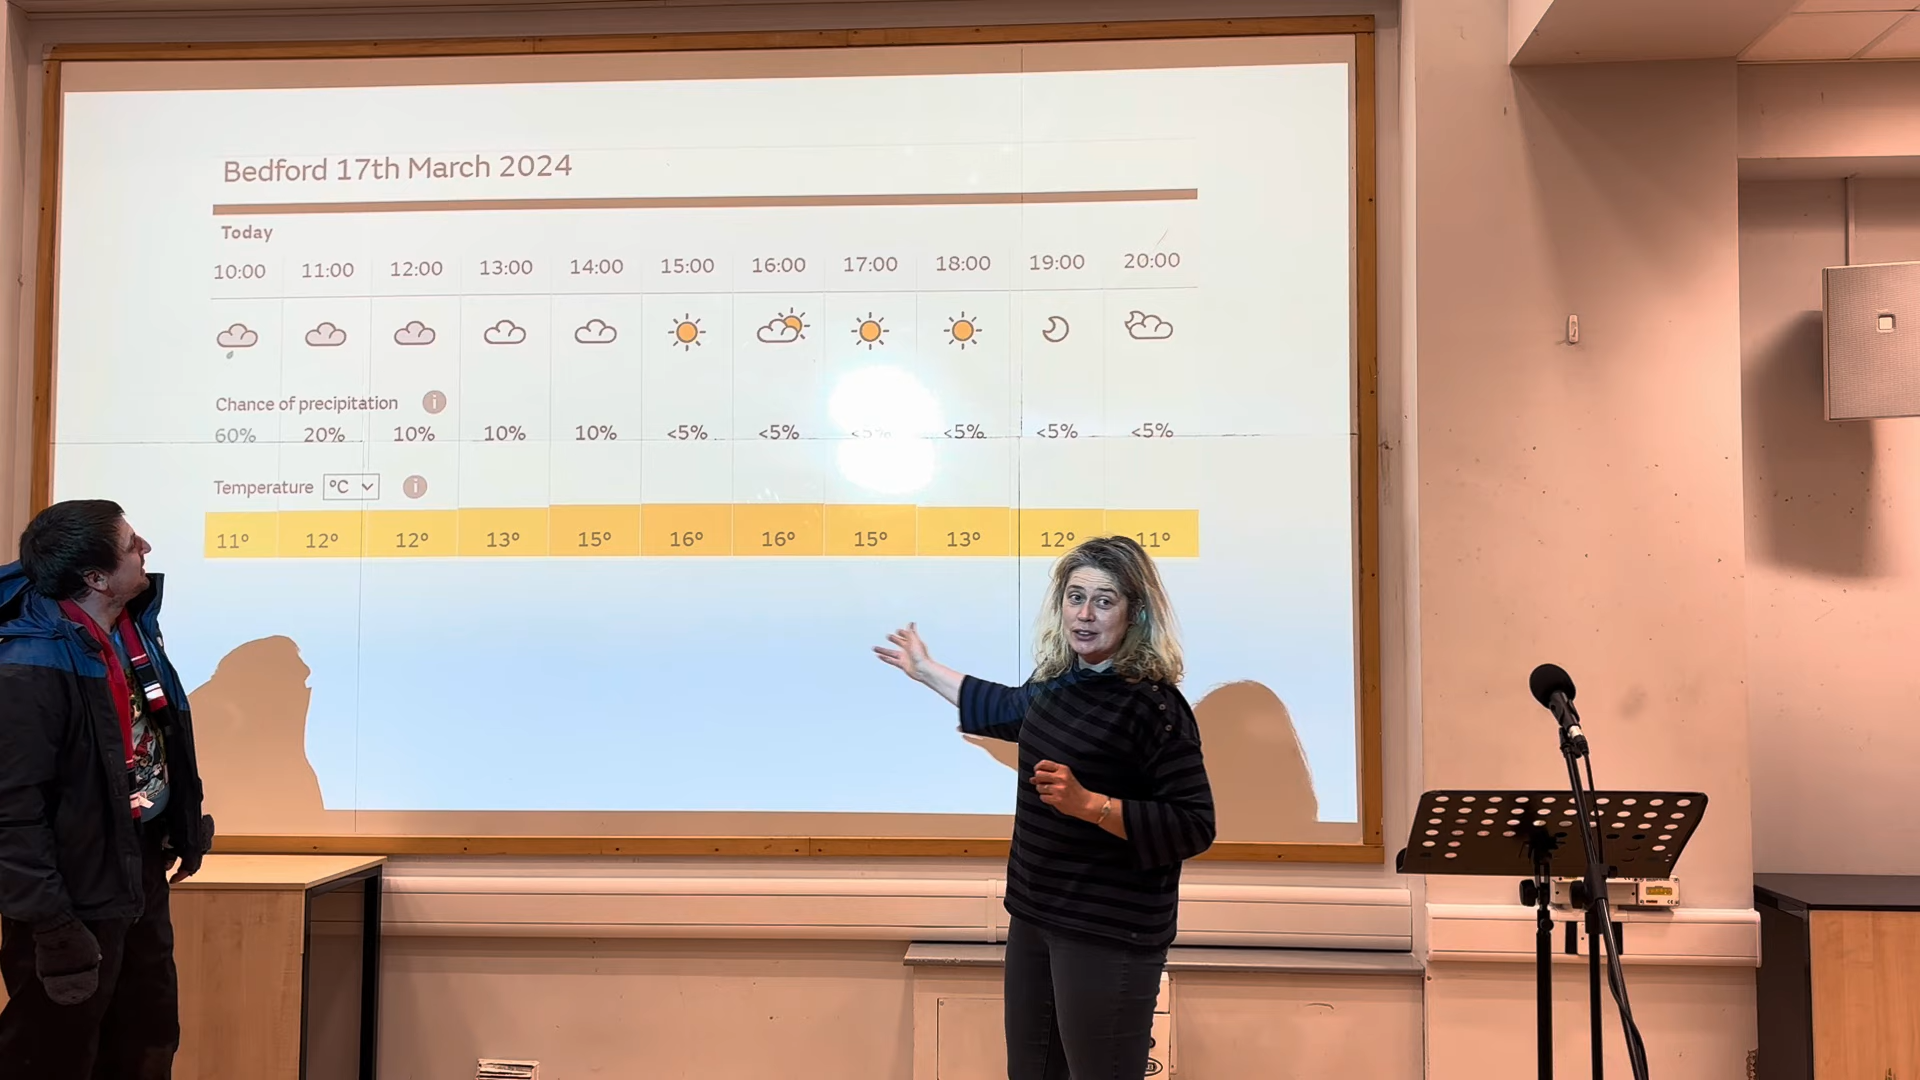 Bedford 17th March 2024
Today
10:00 11:00 12:00 13:00 14:00 15:00 16:00 17:00 18:00 19:00 20:00
Chance of precipitation i
60% 20% 10% 10% 10% <5% <5% <5% <5% <5% <5%
Temperature °C i
11° 12° 12° 13° 15° 16° 16° 15° 13° 12° 11°